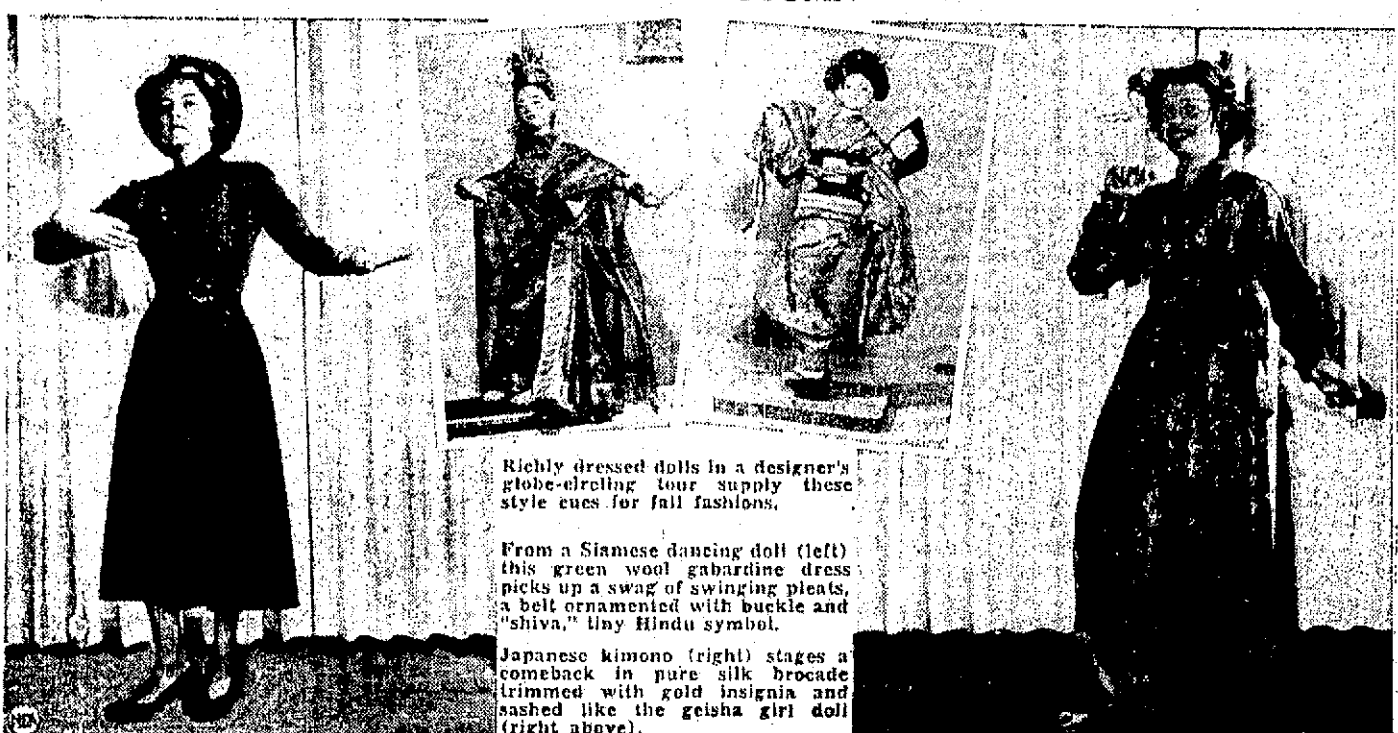 Richly dressed dolls in a designer's
globe-circling tour supply these
style cues for fall fashions.
From a Siamese dancing doll (left)
this green wool gabardine dress
picks up a swag of swinging pleats,
a belt ornamented with buckle and
"shiva," tiny Hindu symbol.
Japanese kimono (right) stages a
comeback in pure silk brocade
trimmed with gold insignia and
sashed like the geisha girl doll
(right above).
NEA